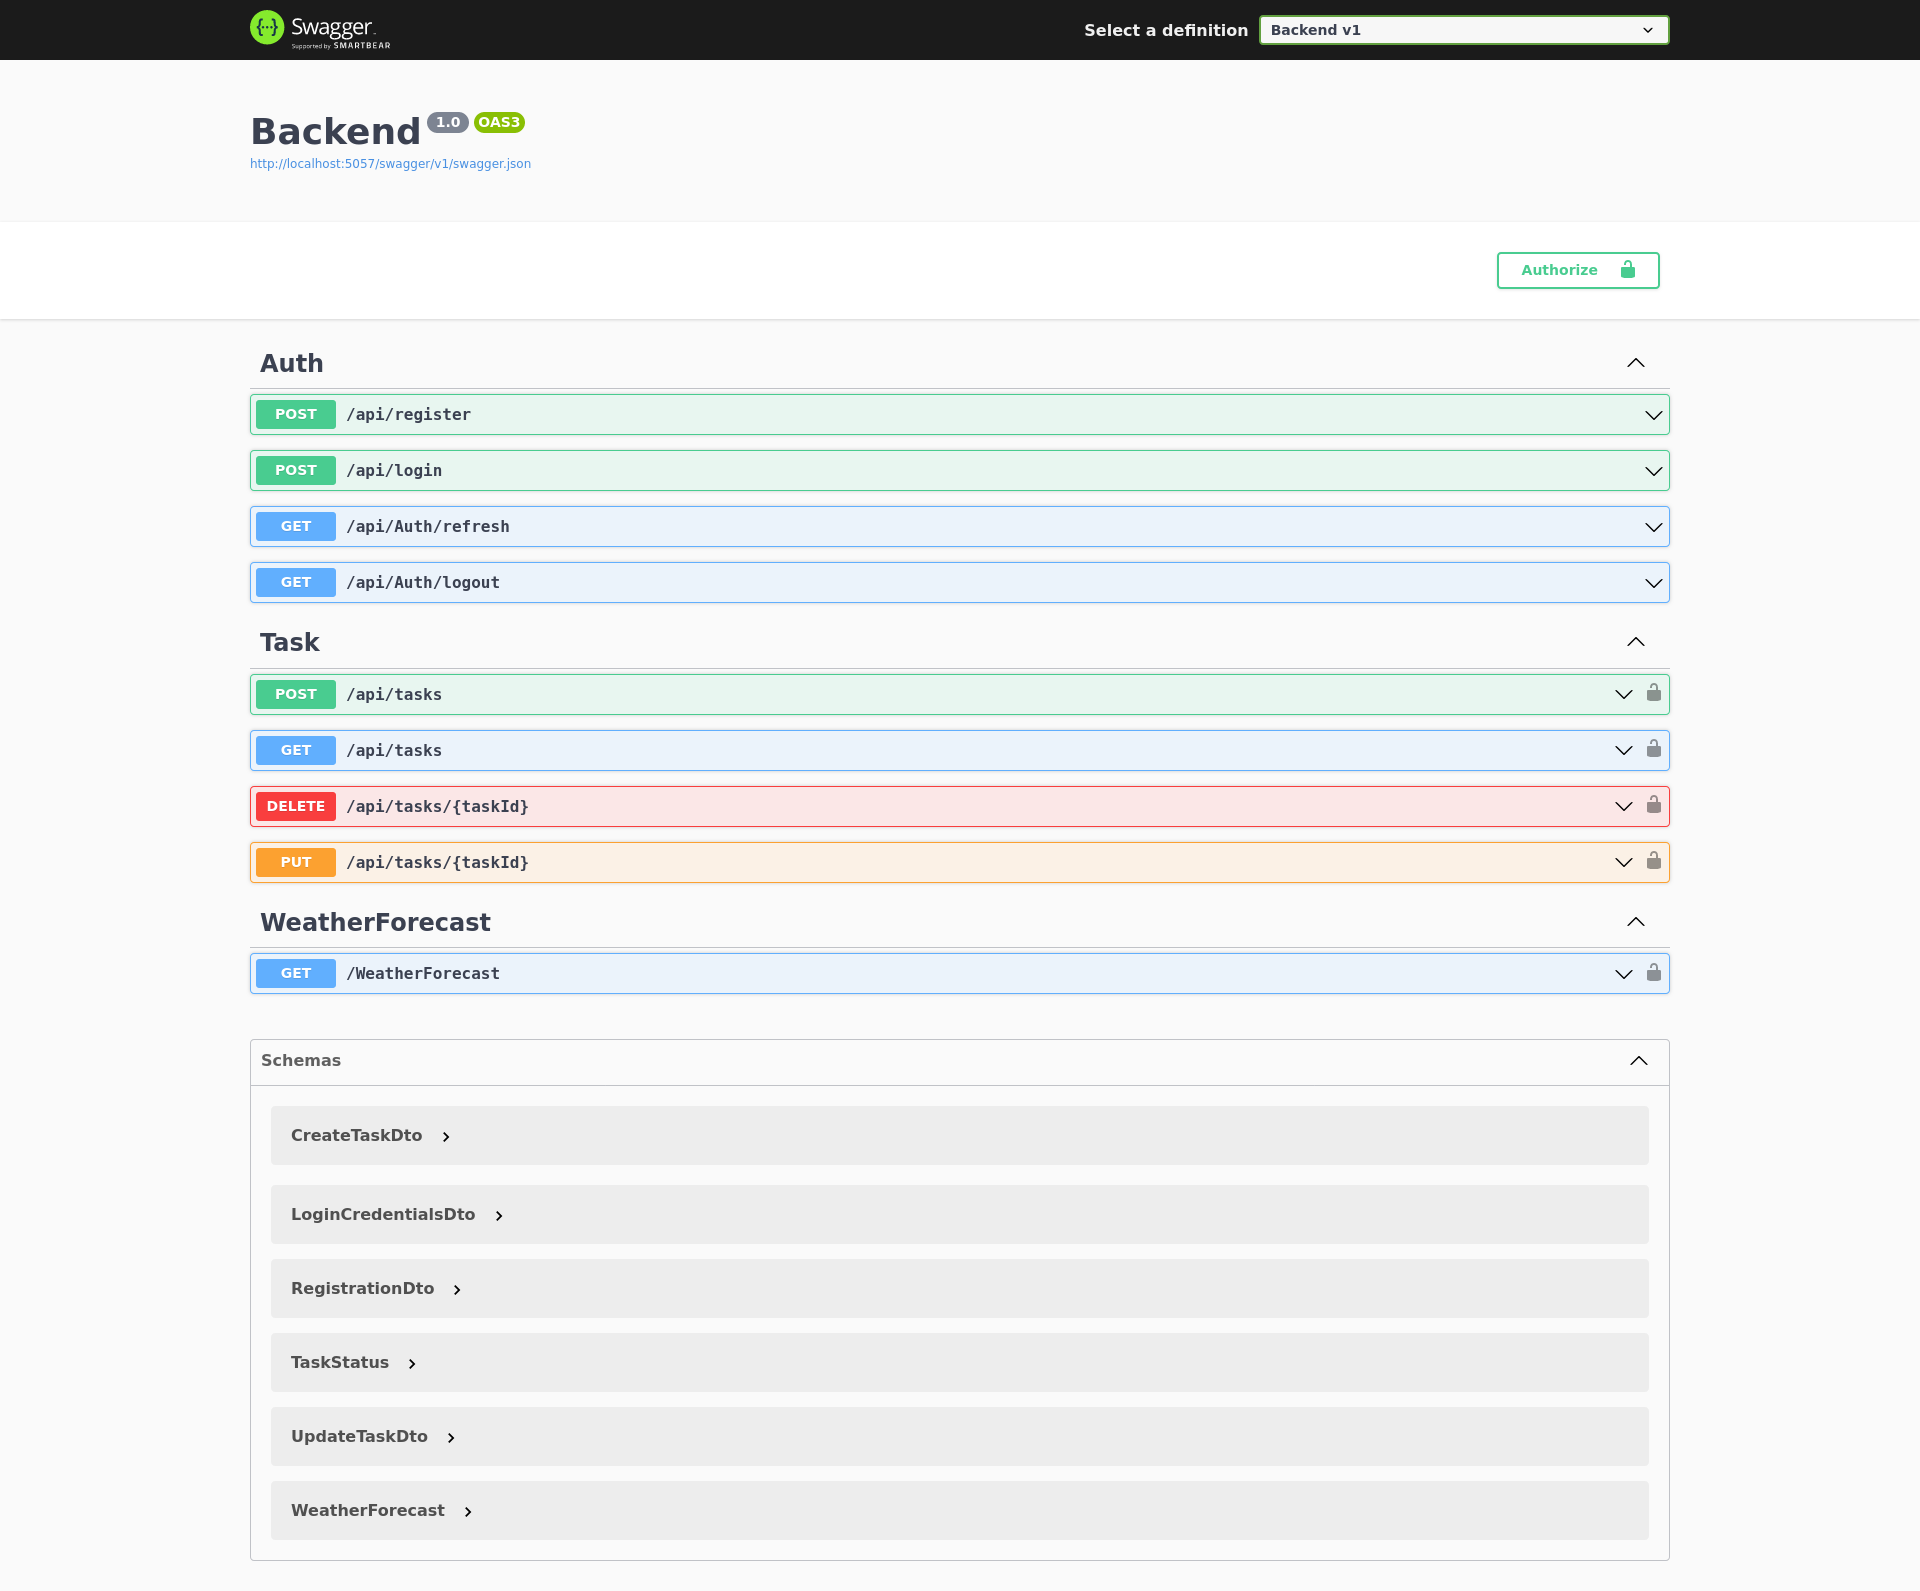 Swagger
Supported by SMARTBEAR
Select a definition
Backend v1
Backend 1.0 OAS3
http://localhost:5057/swagger/v1/swagger.json
Authorize
Auth
POST /api/register
POST /api/login
GET /api/Auth/refresh
GET /api/Auth/logout
Task
POST /api/tasks
GET /api/tasks
DELETE /api/tasks/{taskId}
PUT /api/tasks/{taskId}
WeatherForecast
GET /WeatherForecast
Schemas
CreateTaskDto
LoginCredentialsDto
RegistrationDto
TaskStatus
UpdateTaskDto
WeatherForecast